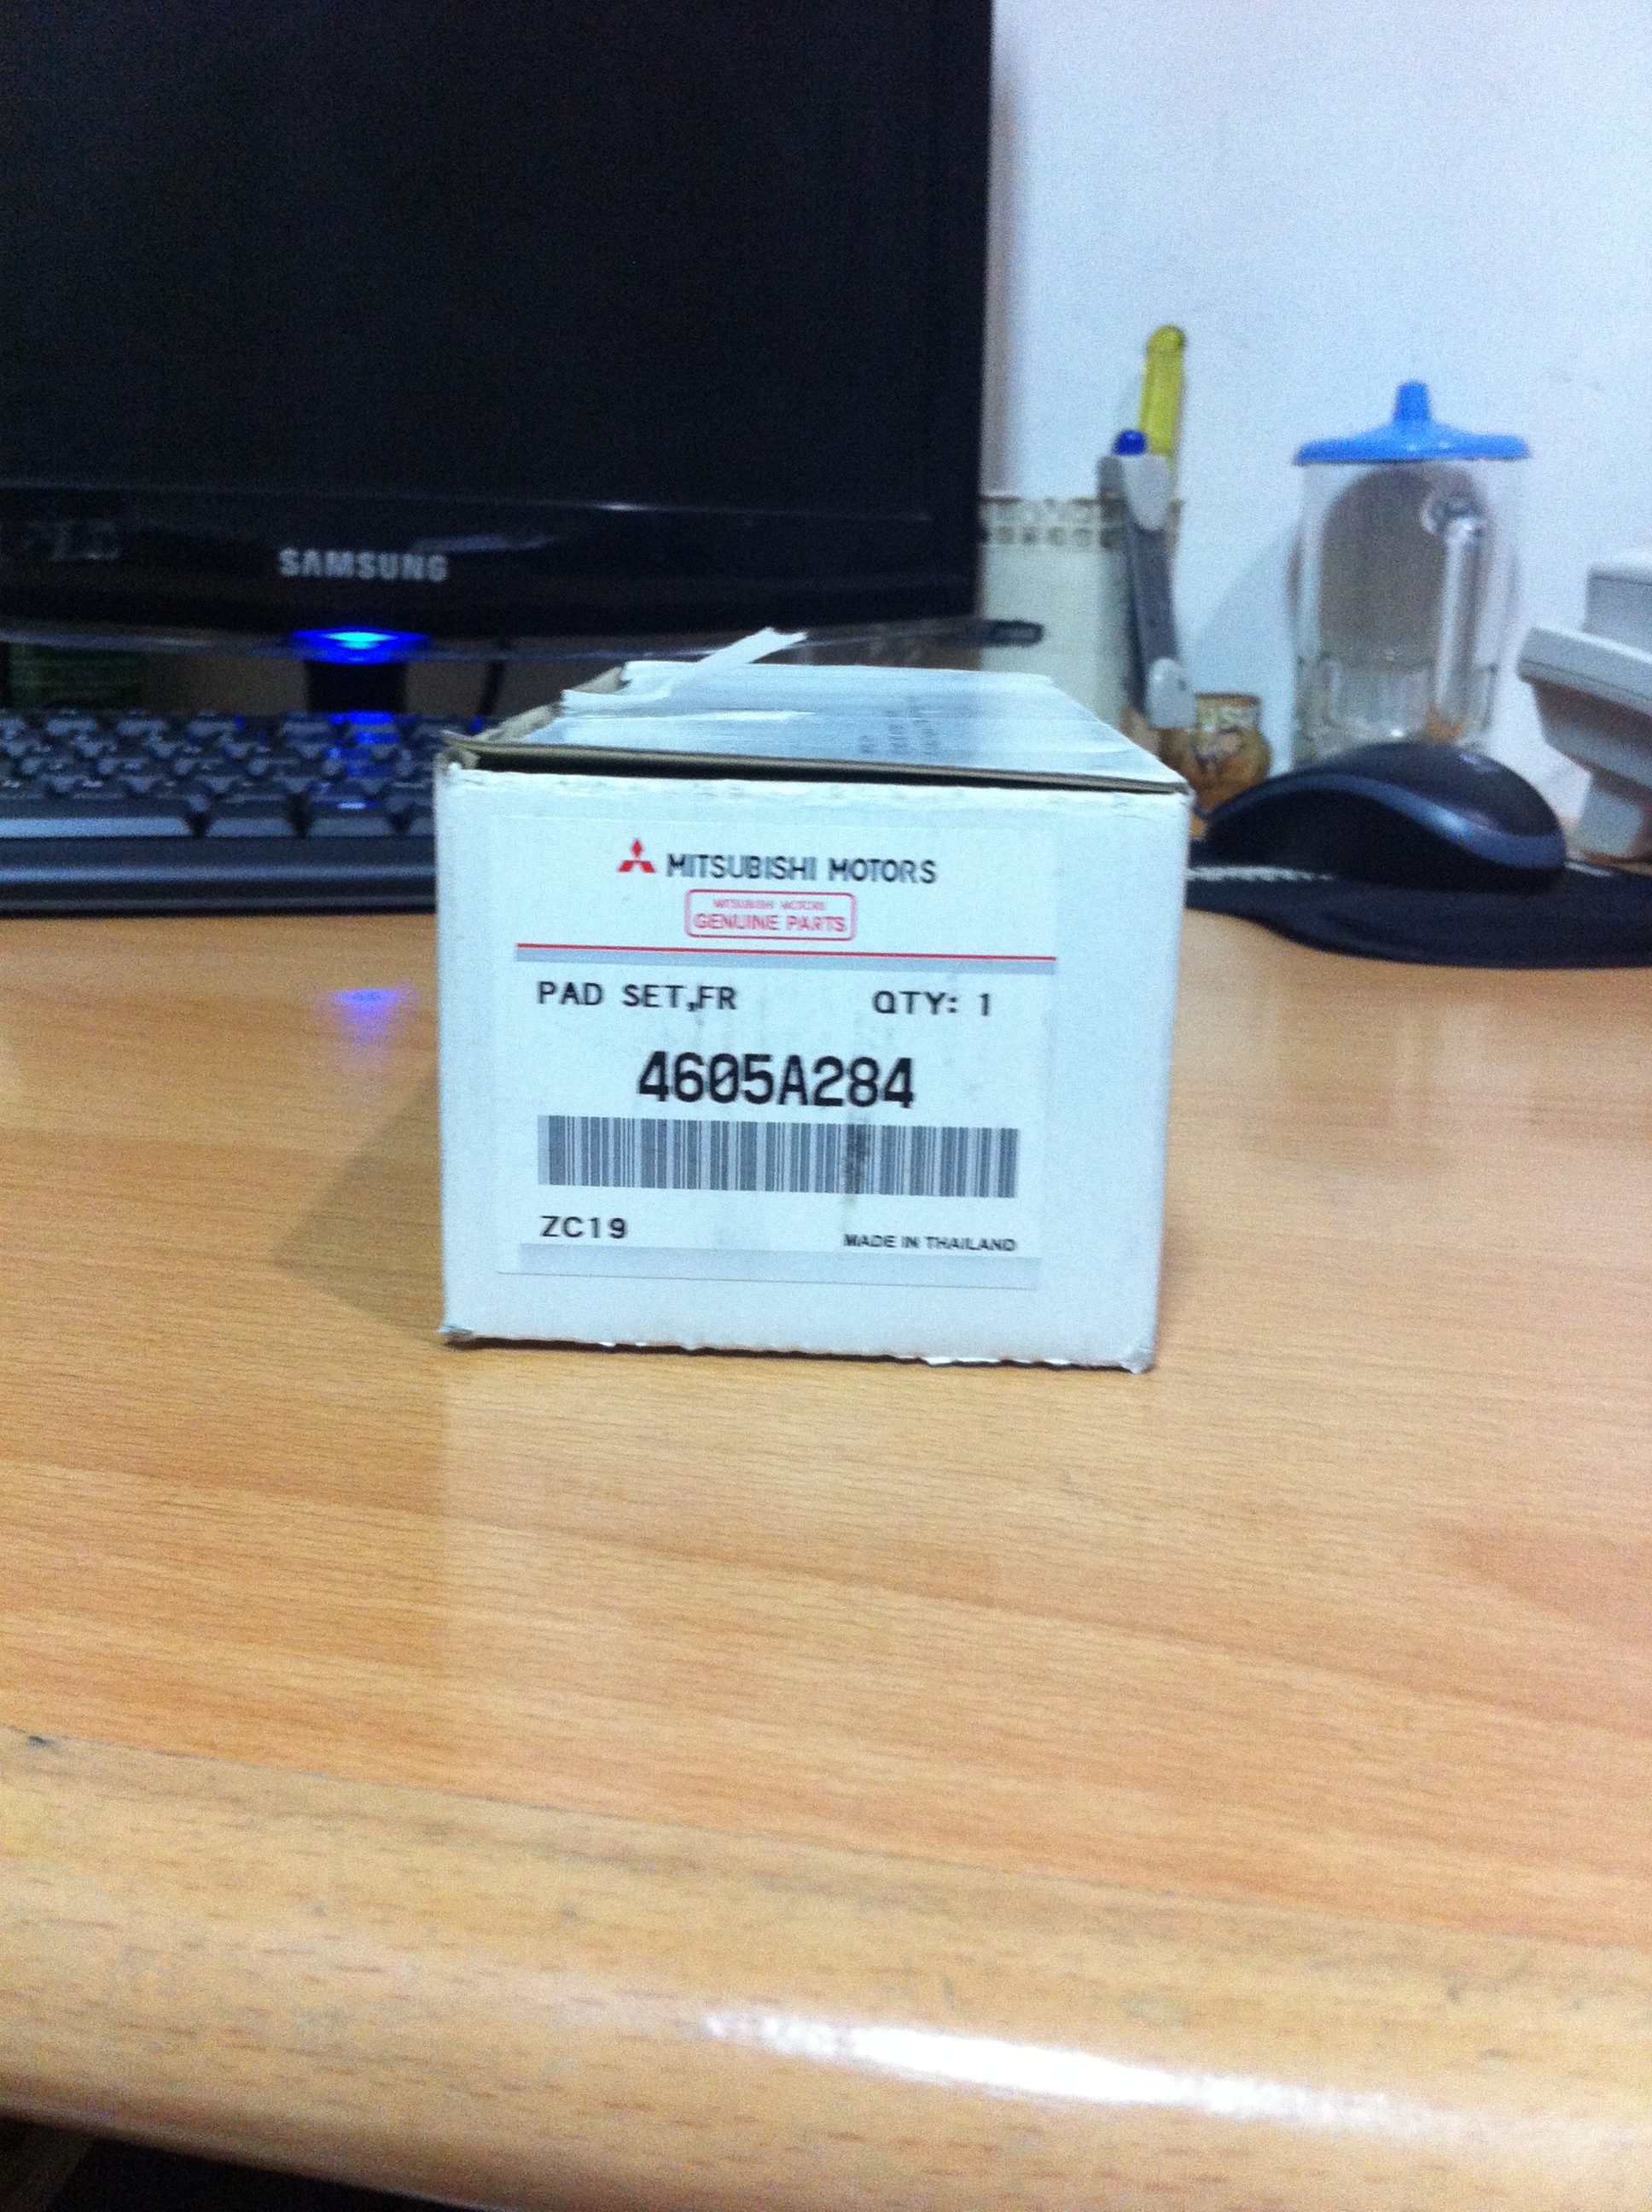 SAMSUNG
MITSUBISHI MOTORS
MITSUBISHI MOTORS
GENUINE PARTS
PAD SET,FR QTY: 1
4605A284
ZC19 MADE IN THAILAND